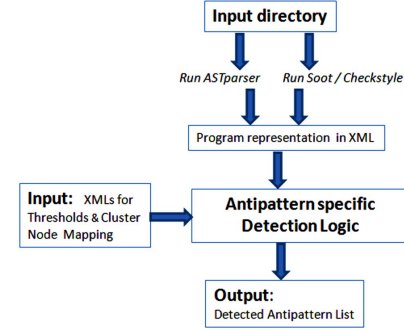 Input directory
Run ASTparser
Run Soot / Checkstyle
Program representation in XML
Input: XMLs for
Thresholds & Cluster
Node Mapping
Antipattern specific
Detection Logic
Output:
Detected Antipattern List